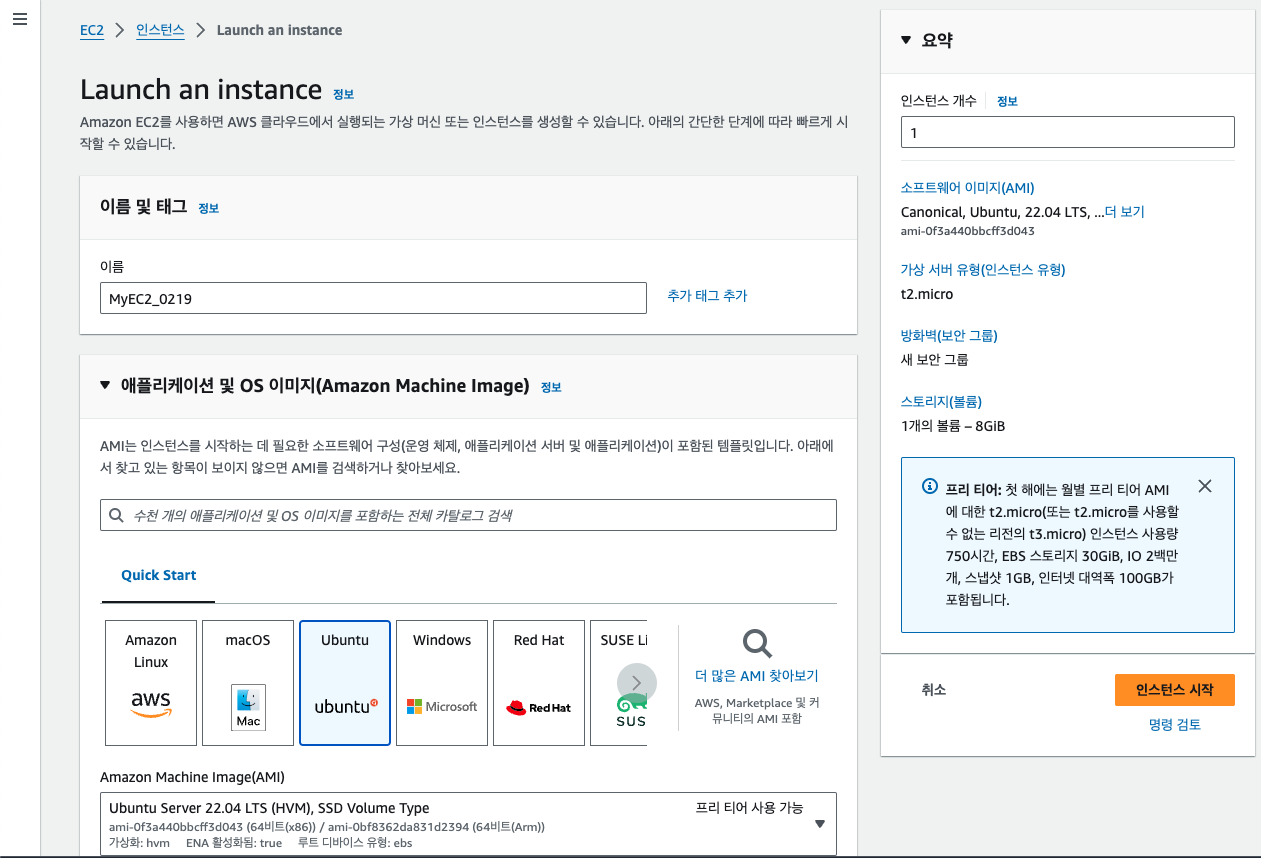 EC2 > 인스턴스 > Launch an instance
Launch an instance 정보
Amazon EC2를 사용하면 AWS 클라우드에서 실행되는 가상 머신 또는 인스턴스를 생성할 수 있습니다. 아래의 간단한 단계에 따라 빠르게 시
작할 수 있습니다.
이름 및 태그 정보
이름
MyEC2_0219
추가 태그 추가
애플리케이션 및 OS 이미지(Amazon Machine Image) 정보
AMI는 인스턴스를 시작하는 데 필요한 소프트웨어 구성(운영 체제, 애플리케이션 서버 및 애플리케이션)이 포함된 템플릿입니다. 아래에
서 찾고 있는 항목이 보이지 않으면 AMI를 검색하거나 찾아보세요.
수천 개의 애플리케이션 및 OS 이미지를 포함하는 전체 카탈로그 검색
Quick Start
Amazon
Linux
aws
macOS
Mac
Ubuntu
ubuntu
Windows
Microsoft
Red Hat
Red Hat
SUSE Li
SUS
더 많은 AMI 찾아보기
AWS, Marketplace 및 커
뮤니티의 AMI 포함
Amazon Machine Image(AMI)
Ubuntu Server 22.04 LTS (HVM), SSD Volume Type
프리 티어 사용 가능
ami-0f3a440bbcff3d043 (64비트(x86)) / ami-0bf8362da831d2394 (64비트(Arm))
가상화: hvm ENA 활성화됨: true 루트 디바이스 유형: ebs
요약
인스턴스 개수 정보
1
소프트웨어 이미지(AMI)
Canonical, Ubuntu, 22.04 LTS, ...더 보기
ami-0f3a440bbcff3d043
가상 서버 유형(인스턴스 유형)
t2.micro
방화벽(보안 그룹)
새 보안 그룹
스토리지(볼륨)
1개의 볼륨 – 8GiB
프리 티어: 첫 해에는 월별 프리 티어 AMI
에 대한 t2.micro(또는 t2.micro를 사용할
수 없는 리전의 t3.micro) 인스턴스 사용량
750시간, EBS 스토리지 30GiB, IO 2백만
개, 스냅샷 1GB, 인터넷 대역폭 100GB가
포함됩니다.
취소
인스턴스 시작
명령 검토